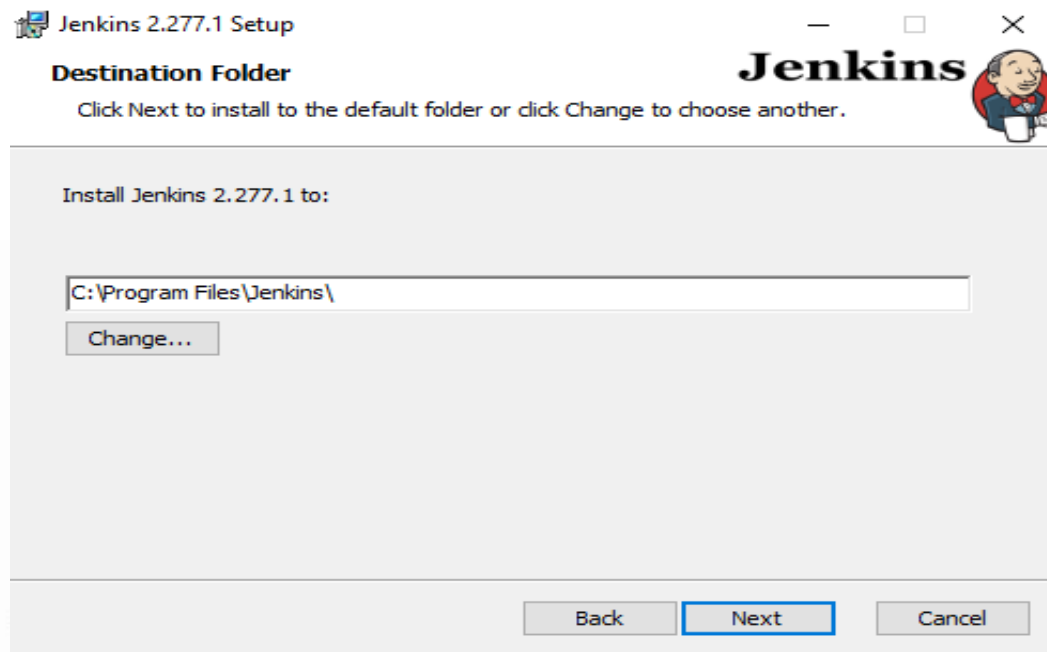 Jenkins 2.277.1 Setup
Destination Folder
Jenkins
Click Next to install to the default folder or click Change to choose another.
Install Jenkins 2.277.1 to:
C:\Program Files\Jenkins\
Change...
Back
Next
Cancel